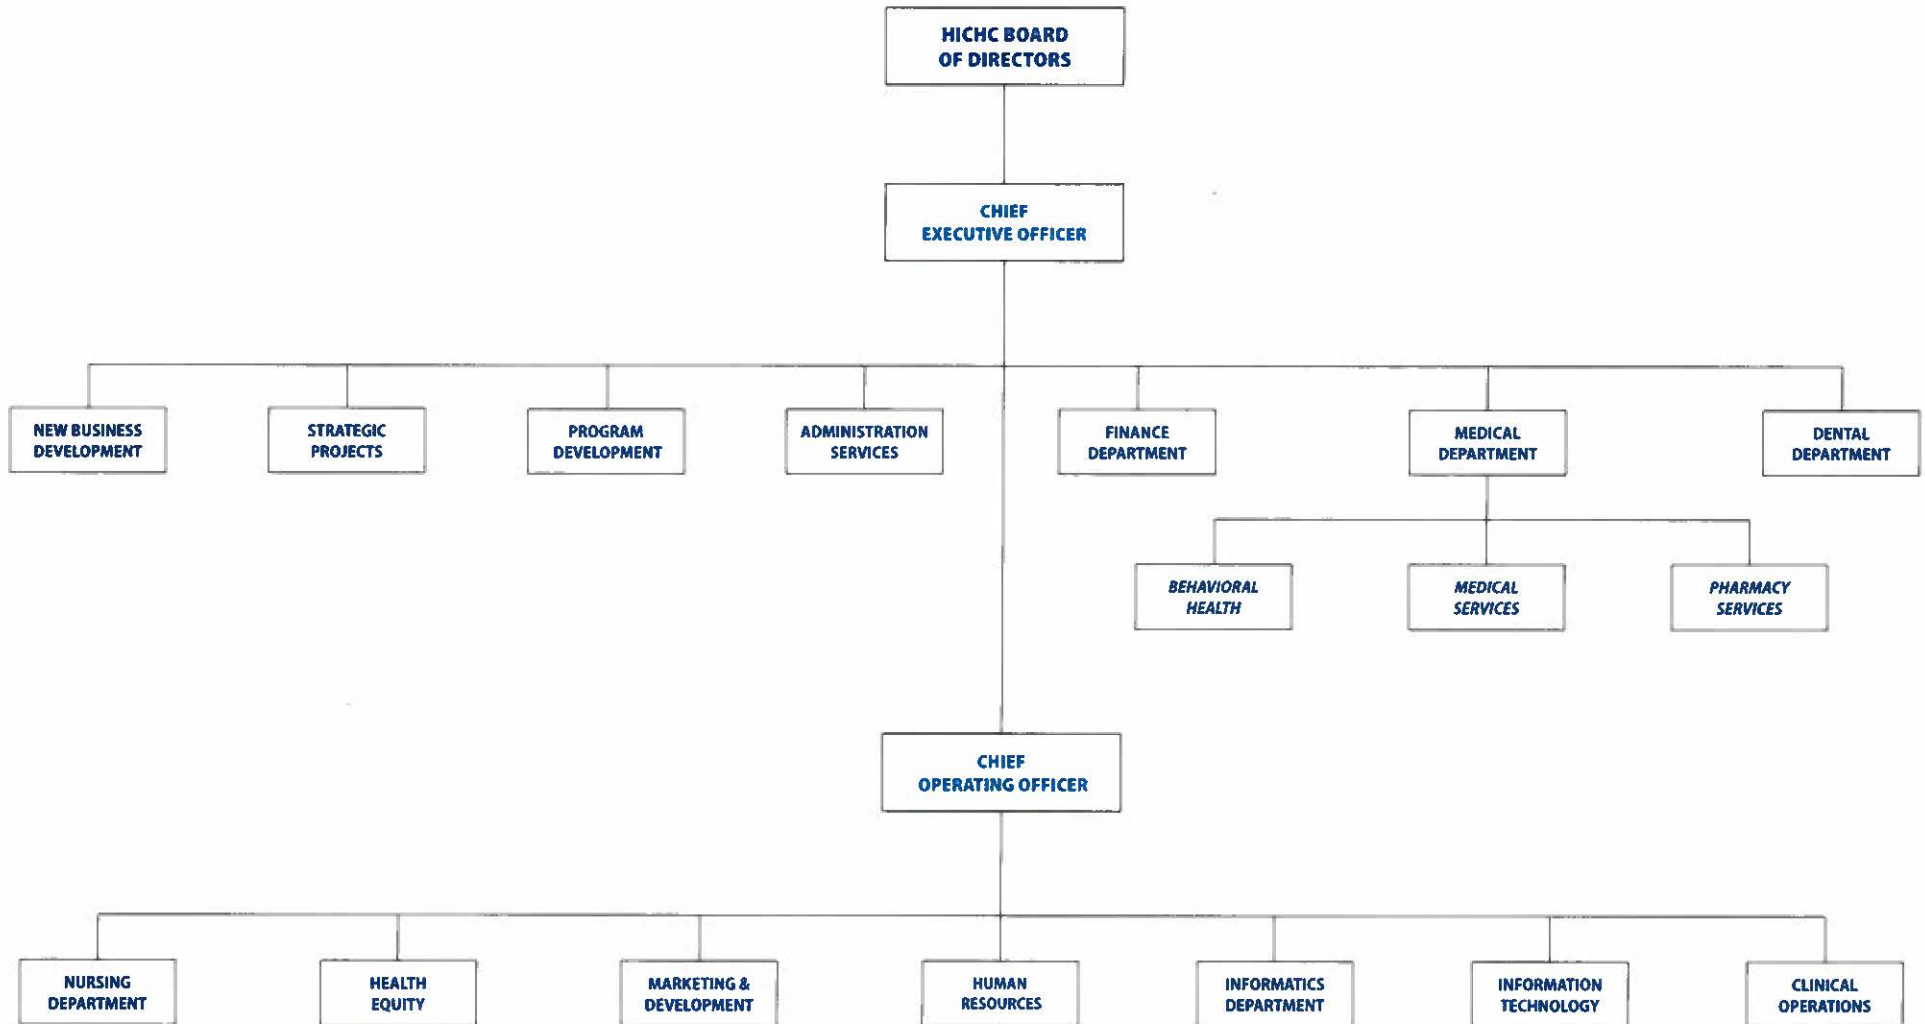 HICHC BOARD
OF DIRECTORS
CHIEF
EXECUTIVE OFFICER
NEW BUSINESS
DEVELOPMENT
STRATEGIC
PROJECTS
PROGRAM
DEVELOPMENT
ADMINISTRATION
SERVICES
FINANCE
DEPARTMENT
MEDICAL
DEPARTMENT
DENTAL
DEPARTMENT
BEHAVIORAL
HEALTH
MEDICAL
SERVICES
PHARMACY
SERVICES
CHIEF
OPERATING OFFICER
NURSING
DEPARTMENT
HEALTH
EQUITY
MARKETING &
DEVELOPMENT
HUMAN
RESOURCES
INFORMATICS
DEPARTMENT
INFORMATION
TECHNOLOGY
CLINICAL
OPERATIONS